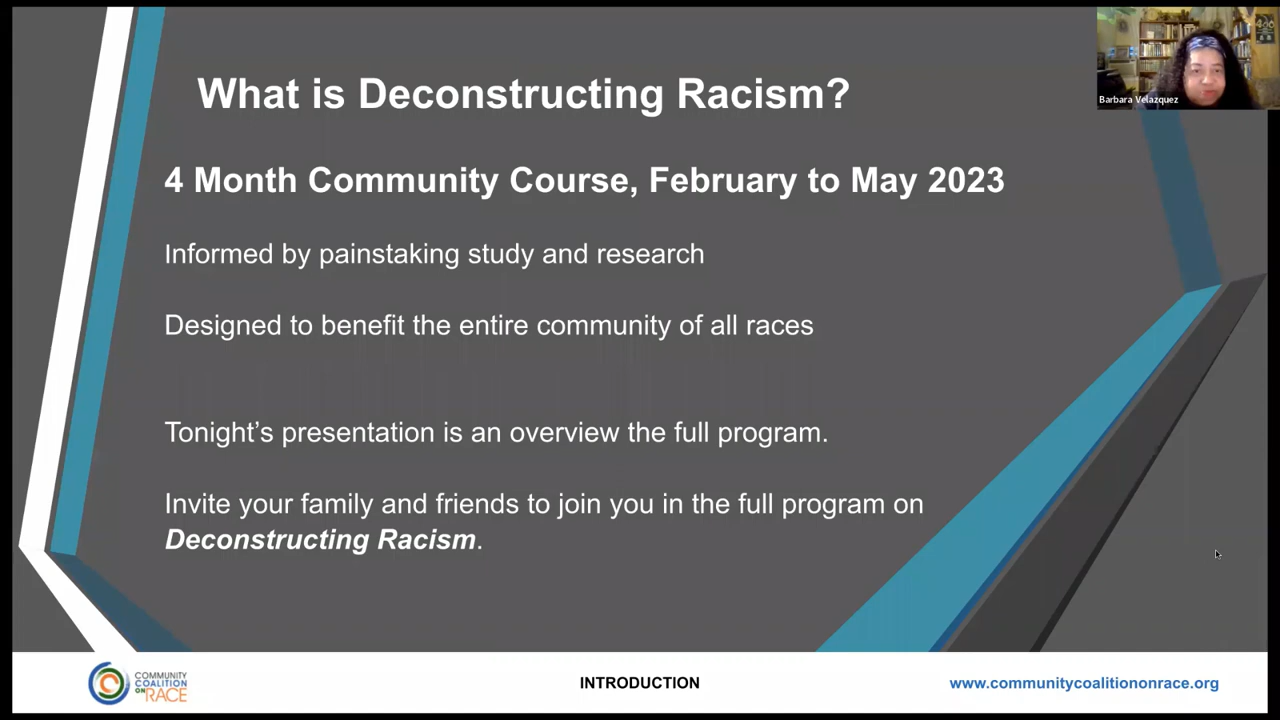 What is Deconstructing Racism?
Barbara Velazquez
4 Month Community Course, February to May 2023
Informed by painstaking study and research
Designed to benefit the entire community of all races
Tonight’s presentation is an overview the full program.
Invite your family and friends to join you in the full program on
Deconstructing Racism.
COMMUNITY
COALITION
ON RACE
INTRODUCTION
www.communitycoalitiononrace.org